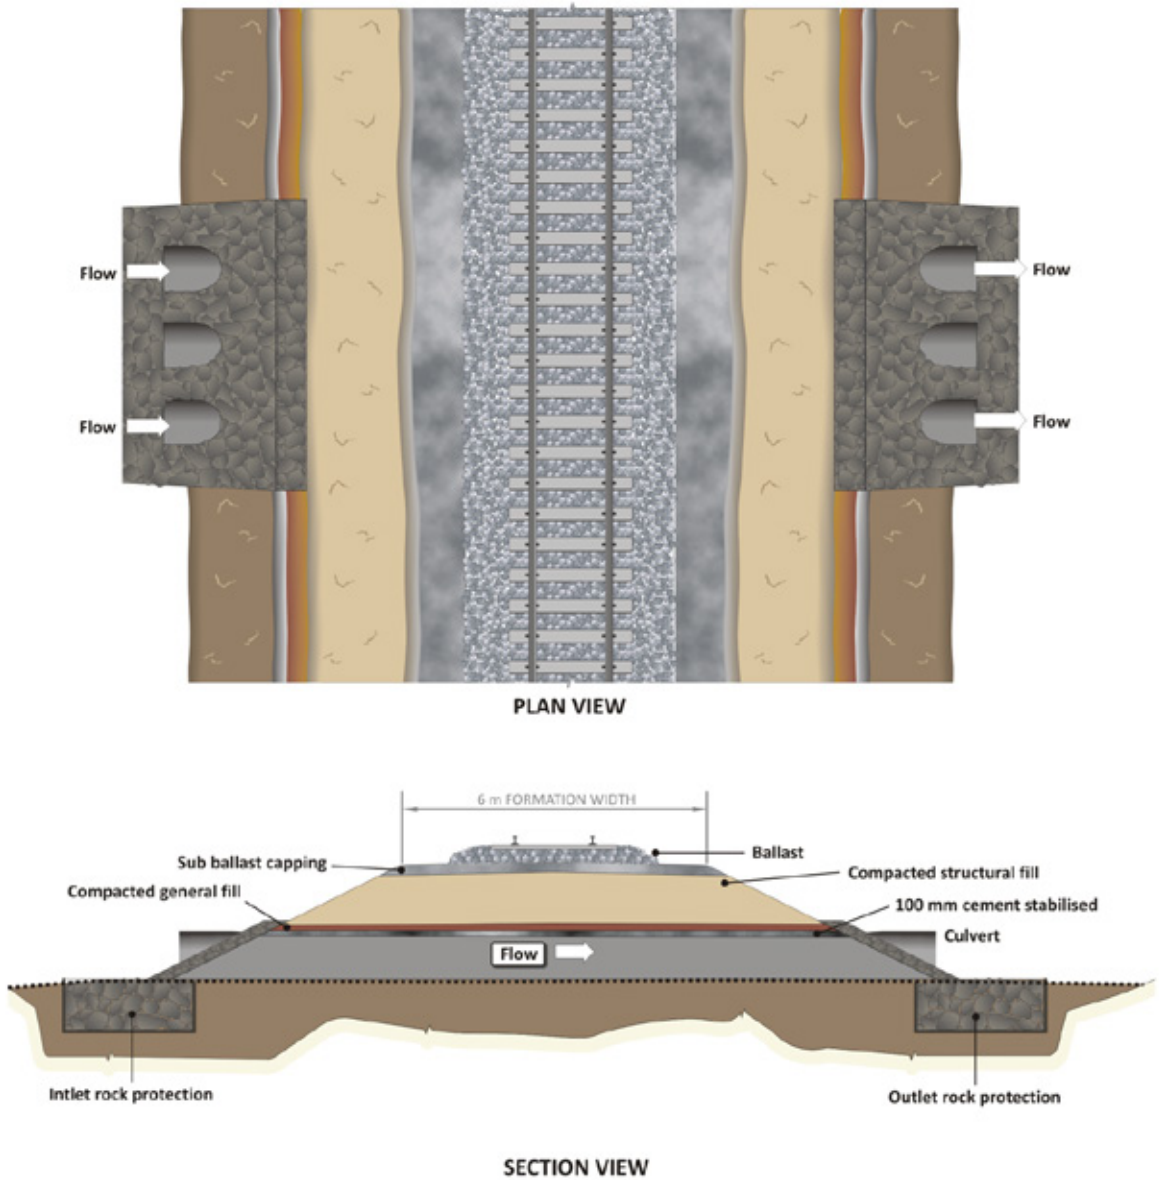 Flow
Flow
Flow
Flow
PLAN VIEW
6 m FORMATION WIDTH
Sub ballast capping
Ballast
Compacted general fill
Compacted structural fill
100 mm cement stabilised
Culvert
Flow
Intlet rock protection
Outlet rock protection
SECTION VIEW